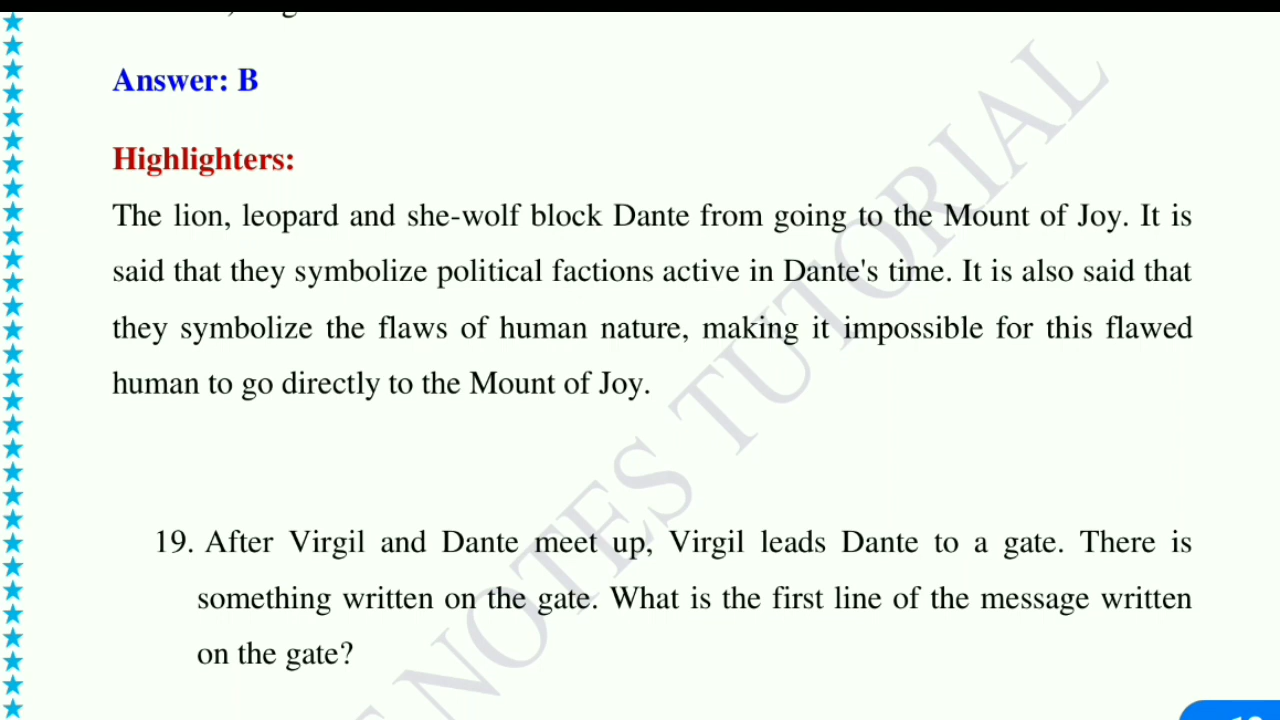 Answer: B
Highlighters:
The lion, leopard and she-wolf block Dante from going to the Mount of Joy. It is
said that they symbolize political factions active in Dante's time. It is also said that
they symbolize the flaws of human nature, making it impossible for this flawed
human to go directly to the Mount of Joy.
19. After Virgil and Dante meet up, Virgil leads Dante to a gate. There is
something written on the gate. What is the first line of the message written
on the gate?
NOTES TUTORIAL